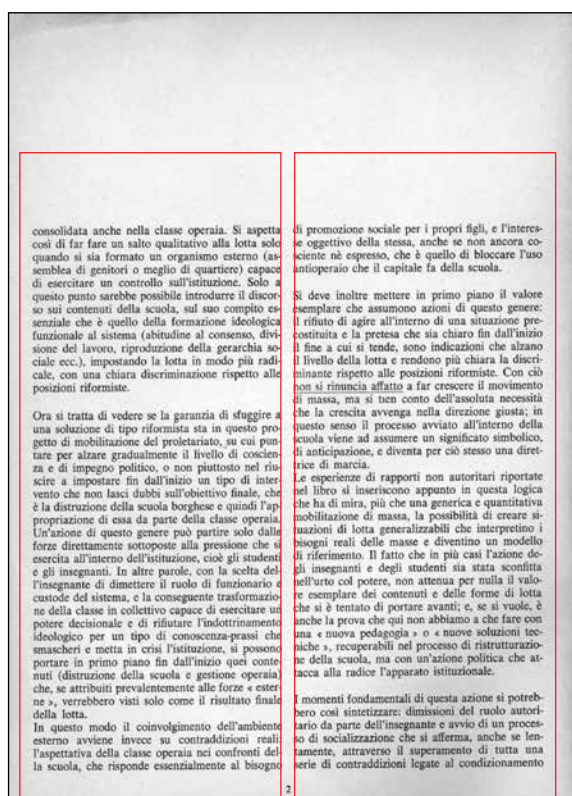 consolidata anche nella classe operaia. Si aspetta
così di far fare un salto qualitativo alla lotta solo
quando si sia formato un organismo esterno (as-
semblea di genitori o meglio di quartiere) capace
di esercitare un controllo sull'istituzione. Solo a
questo punto sarebbe possibile introdurre il discor-
so sui contenuti della scuola, sul suo compito es-
senziale che è quello della formazione ideologica
funzionale al sistema (abitudine al consenso, divi-
sione del lavoro, riproduzione della gerarchia so-
ciale ecc.), impostando la lotta in modo più radi-
cale, con una chiara discriminazione rispetto alle
posizioni riformiste.
Ora si tratta di vedere se la garanzia di sfuggire a
una soluzione di tipo riformista sta in questo pro-
getto di mobilitazione del proletariato, su cui pun-
tare per alzare gradualmente il livello di coscien-
za e di impegno politico, o non piuttosto nel riu-
scire a impostare fin dall'inizio un tipo di inter-
vento che non lasci dubbi sull'obiettivo finale, che
è la distruzione della scuola borghese e quindi l'ap-
propriazione di essa da parte della classe operaia.
Un'azione di questo genere può partire solo dalle
forze direttamente sottoposte alla pressione che si
esercita all'interno dell'istituzione, cioè gli studenti
e gli insegnanti. In altre parole, con la scelta del-
l'insegnante di dimettere il ruolo di funzionario e
custode del sistema, e la conseguente trasformazio-
ne della classe in collettivo capace di esercitare un
potere decisionale e di rifiutare l'indottrinamento
ideologico per un tipo di conoscenza-prassi che
smascheri e metta in crisi l'istituzione, si possono
portare in primo piano fin dall'inizio quei conte-
nuti (distruzione della scuola e gestione operaia)
che, se attribuiti prevalentemente alle forze « ester-
ne », verrebbero visti solo come il risultato finale
della lotta.
In questo modo il coinvolgimento dell'ambiente
esterno avviene invece su contraddizioni reali:
l'aspettativa della classe operaia nei confronti del-
la scuola, che risponde essenzialmente al bisogno
di promozione sociale per i propri figli, e l'interes-
se oggettivo della stessa, anche se non ancora co-
sciente nè espresso, che è quello di bloccare l'uso
antioperaio che il capitale fa della scuola.
Si deve inoltre mettere in primo piano il valore
esemplare che assumono azioni di questo genere:
il rifiuto di agire all'interno di una situazione pre-
costituita e la pretesa che sia chiaro fin dall'inizio
il fine a cui si tende, sono indicazioni che alzano
il livello della lotta e rendono più chiara la discri-
minante rispetto alle posizioni riformiste. Con ciò
non si rinuncia affatto a far crescere il movimento
di massa, ma si tien conto dell'assoluta necessità
che la crescita avvenga nella direzione giusta; in
questo senso il processo avviato all'interno della
scuola viene ad assumere un significato simbolico,
di anticipazione, e diventa per ciò stesso una diret-
trice di marcia.
Le esperienze di rapporti non autoritari riportate
nel libro si inseriscono appunto in questa logica
che ha di mira, più che una generica e quantitativa
mobilitazione di massa, la possibilità di creare si-
tuazioni di lotta generalizzabili che interpretino i
bisogni reali delle masse e diventino un modello
di riferimento. Il fatto che in più casi l'azione de-
gli insegnanti e degli studenti sia stata sconfitta
nell'urto col potere, non attenua per nulla il valo-
re esemplare dei contenuti e delle forme di lotta
che si è tentato di portare avanti; e, se si vuole, è
anche la prova che qui non abbiamo a che fare con
una « nuova pedagogia » o « nuove soluzioni tec-
niche », recuperabili nel processo di ristrutturazio-
ne della scuola, ma con un'azione politica che at-
tacca alla radice l'apparato istituzionale.
I momenti fondamentali di questa azione si potreb-
bero così sintetizzare: dimissioni del ruolo autori-
tario da parte dell'insegnante e avvio di un proces-
so di socializzazione che si afferma, anche se len-
tamente, attraverso il superamento di tutta una
serie di contraddizioni legate al condizionamento
2